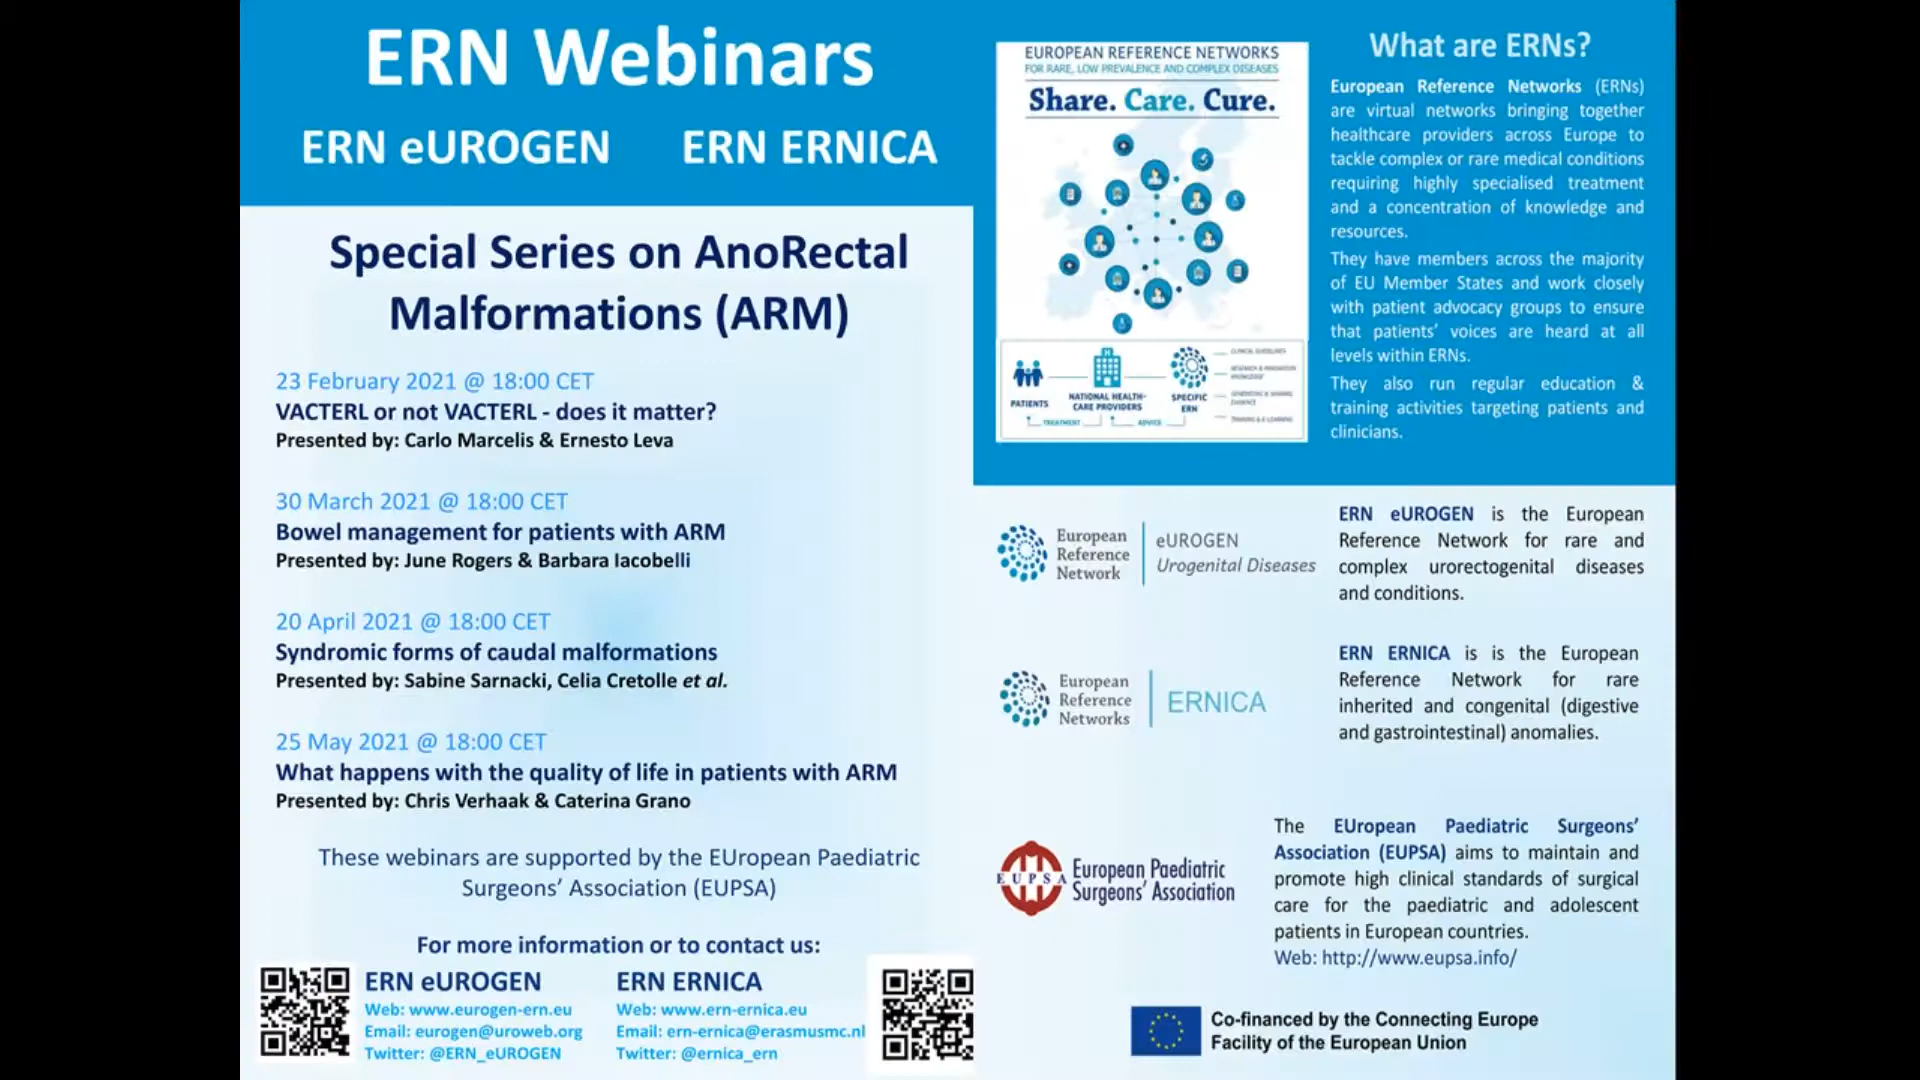 ERN Webinars
ERN eUROGEN ERN ERNICA
Special Series on AnoRectal
Malformations (ARM)
23 February 2021 @ 18:00 CET
VACTERL or not VACTERL - does it matter?
Presented by: Carlo Marcelis & Ernesto Leva
30 March 2021 @ 18:00 CET
Bowel management for patients with ARM
Presented by: June Rogers & Barbara Iacobelli
20 April 2021 @ 18:00 CET
Syndromic forms of caudal malformations
Presented by: Sabine Sarnacki, Celia Cretolle et al.
25 May 2021 @ 18:00 CET
What happens with the quality of life in patients with ARM
Presented by: Chris Verhaak & Caterina Grano
These webinars are supported by the EUropean Paediatric
Surgeons’ Association (EUPSA)
For more information or to contact us:
ERN eUROGEN
Web: www.eurogen-ern.eu
Email: eurogen@uroweb.org
Twitter: @ERN_eUROGEN
ERN ERNICA
Web: www.ern-ernica.eu
Email: ern-ernica@erasmusmc.nl
Twitter: @ernica_ern
EUROPEAN REFERENCE NETWORKS
FOR RARE, LOW PREVALENCE AND COMPLEX DISEASES
Share. Care. Cure.
PATIENTS
NATIONAL HEALTH-
CARE PROVIDERS
SPECIFIC
ERN
TREATMENT
ADVICE
CLINICAL GUIDELINES
RESEARCH & INNOVATION
KNOWLEDGE
GENERATING & SHARING
EVIDENCE
TRAINING & E-LEARNING
What are ERNs?
European Reference Networks (ERNs)
are virtual networks bringing together
healthcare providers across Europe to
tackle complex or rare medical conditions
requiring highly specialised treatment
and a concentration of knowledge and
resources.
They have members across the majority
of EU Member States and work closely
with patient advocacy groups to ensure
that patients’ voices are heard at all
levels within ERNs.
They also run regular education &
training activities targeting patients and
clinicians.
European
Reference
Network
eUROGEN
Urogenital Diseases
ERN eUROGEN is the European
Reference Network for rare and
complex urorectogenital diseases
and conditions.
European
Reference
Networks
ERNICA
ERN ERNICA is is the European
Reference Network for rare
inherited and congenital (digestive
and gastrointestinal) anomalies.
EUPSA
European Paediatric
Surgeons’ Association
The EUropean Paediatric Surgeons’
Association (EUPSA) aims to maintain and
promote high clinical standards of surgical
care for the paediatric and adolescent
patients in European countries.
Web: http://www.eupsa.info/
Co-financed by the Connecting Europe
Facility of the European Union